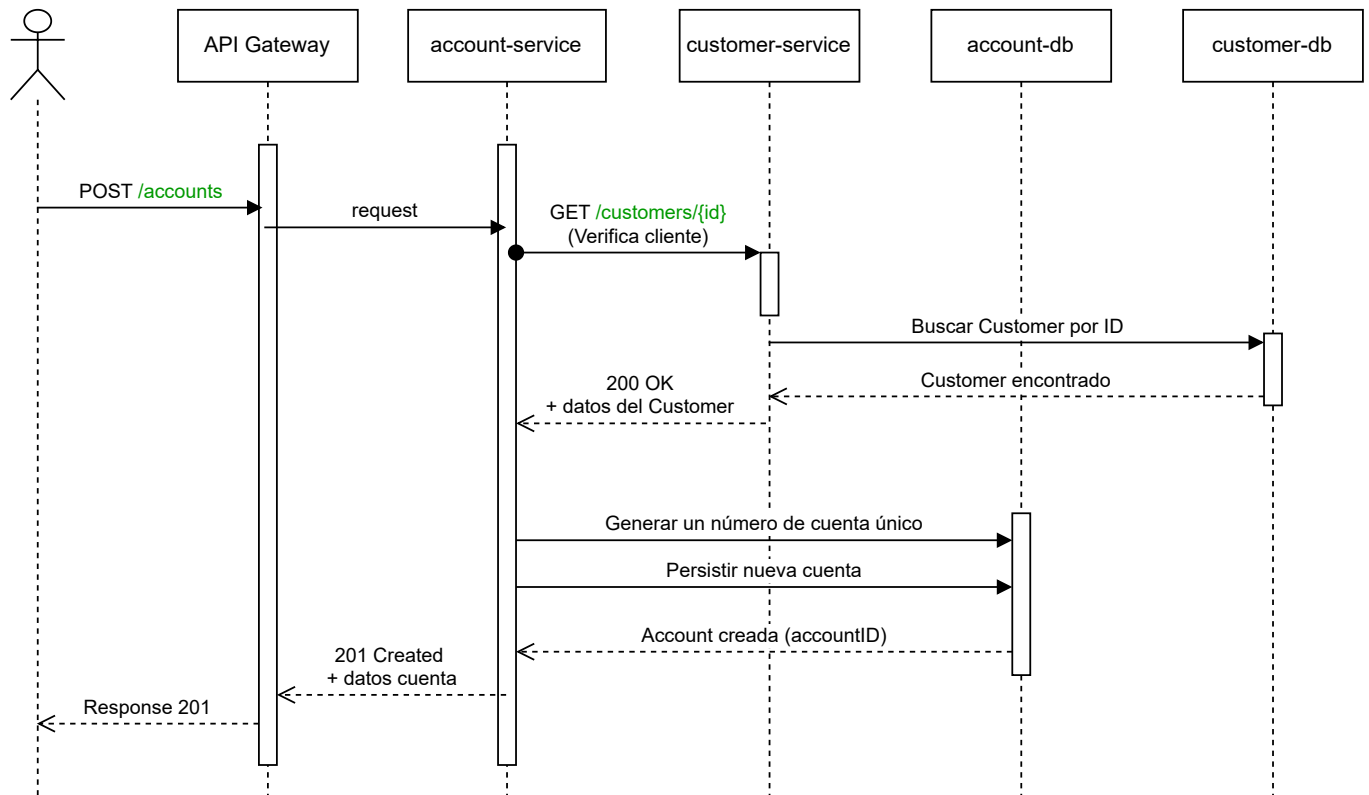 API Gateway
account-service
customer-service
account-db
customer-db
POST /accounts
request
GET /customers/{id}
(Verifica cliente)
Buscar Customer por ID
Customer encontrado
200 OK
+ datos del Customer
Generar un número de cuenta único
Persistir nueva cuenta
Account creada (accountID)
201 Created
+ datos cuenta
Response 201